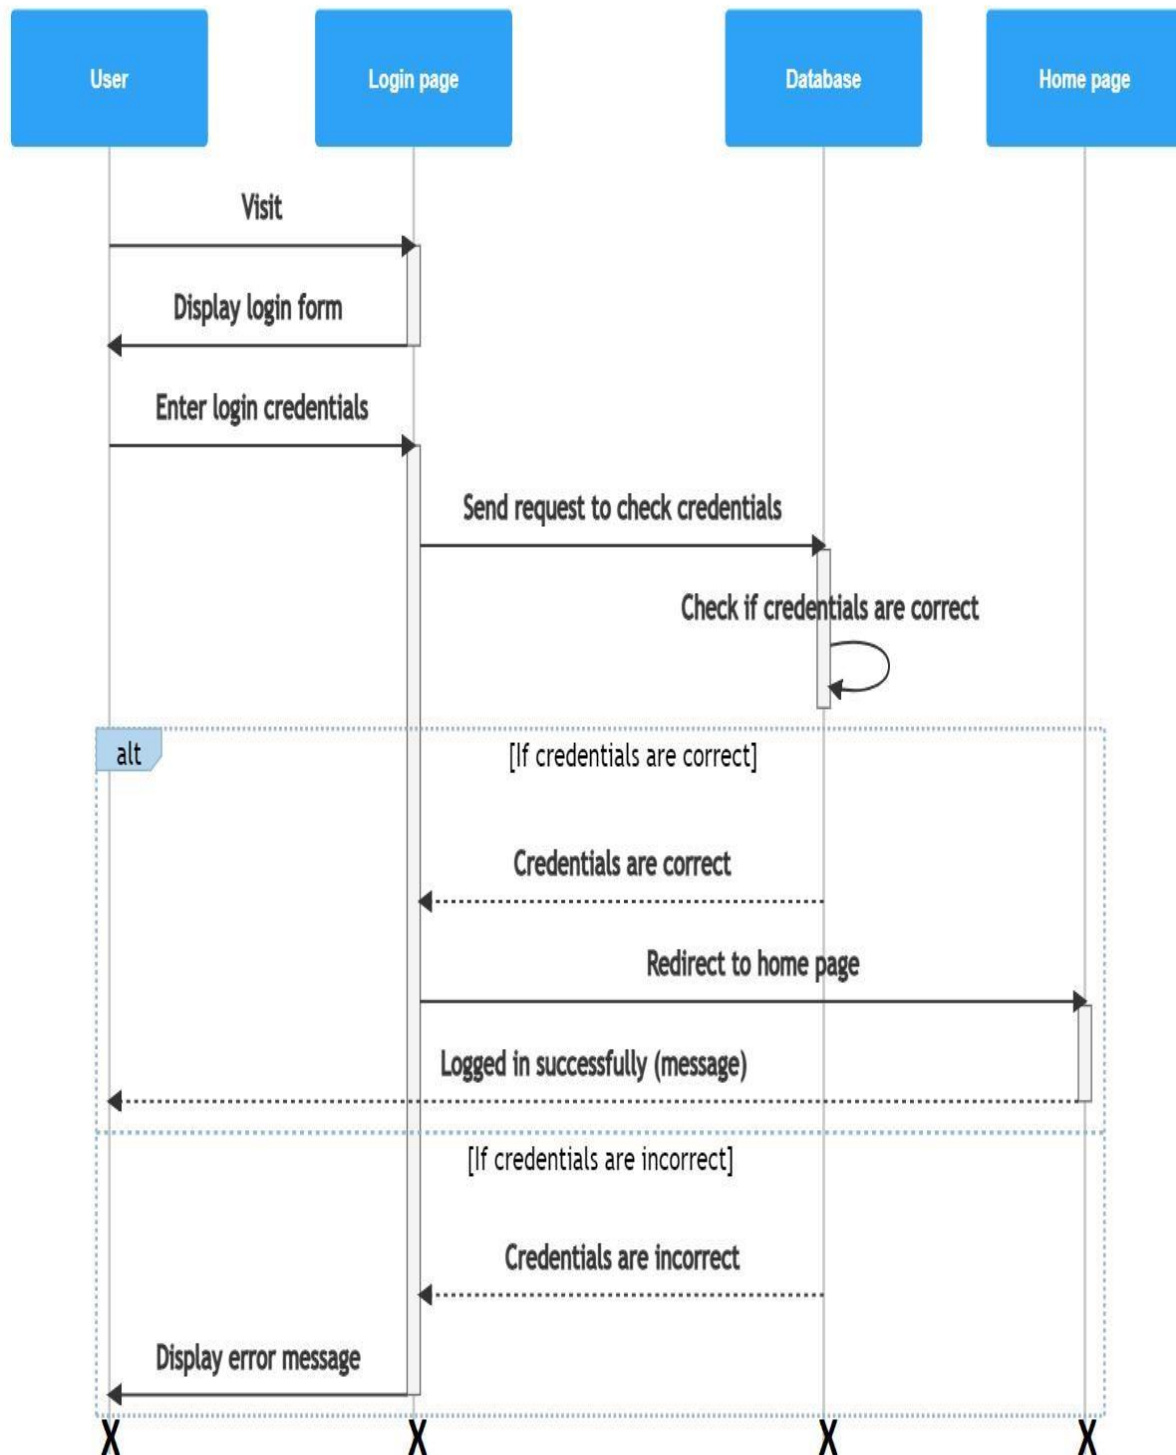 User
Login page
Database
Home page
Visit
Display login form
Enter login credentials
Send request to check credentials
Check if credentials are correct
alt
[If credentials are correct]
Credentials are correct
Redirect to home page
Logged in successfully (message)
[If credentials are incorrect]
Credentials are incorrect
Display error message
X
X
X
X